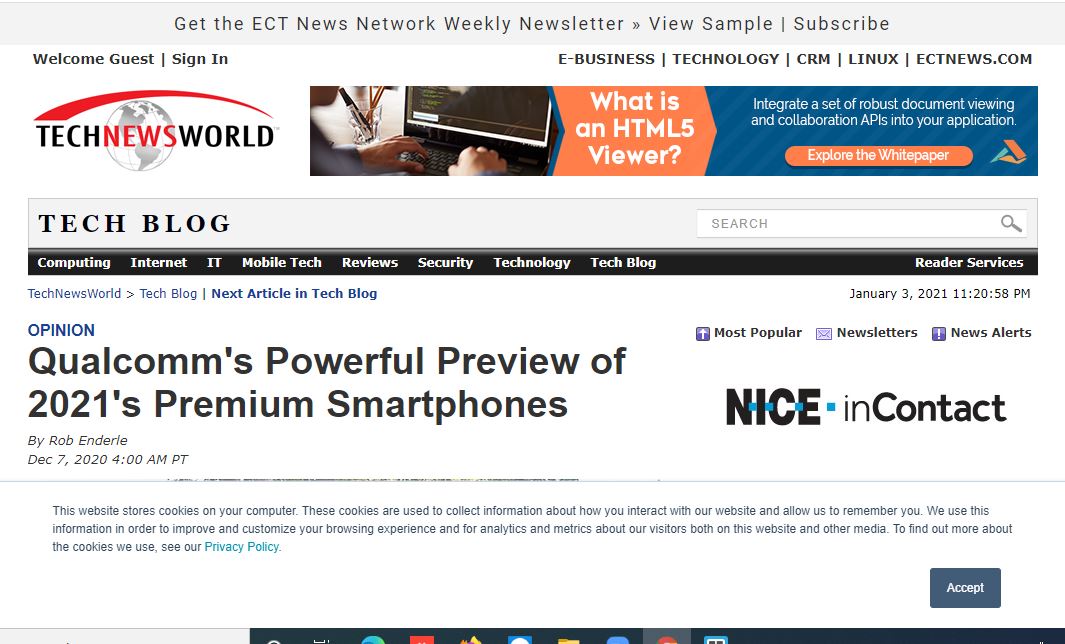 Get the ECT News Network Weekly Newsletter » View Sample | Subscribe
Welcome Guest | Sign In
E-BUSINESS | TECHNOLOGY | CRM | LINUX | ECTNEWS.COM
TECHNEWSWORLD
What is
an HTML5
Viewer?
Integrate a set of robust document viewing
and collaboration APIs into your application.
Explore the Whitepaper
TECH BLOG
SEARCH
Computing Internet IT Mobile Tech Reviews Security Technology Tech Blog Reader Services
TechNewsWorld > Tech Blog | Next Article in Tech Blog
January 3, 2021 11:20:58 PM
OPINION
Most Popular Newsletters News Alerts
Qualcomm's Powerful Preview of
2021's Premium Smartphones
NICE inContact
By Rob Enderle
Dec 7, 2020 4:00 AM PT
This website stores cookies on your computer. These cookies are used to collect information about how you interact with our website and allow us to remember you. We use this
information in order to improve and customize your browsing experience and for analytics and metrics about our visitors both on this website and other media. To find out more about
the cookies we use, see our Privacy Policy.
Accept